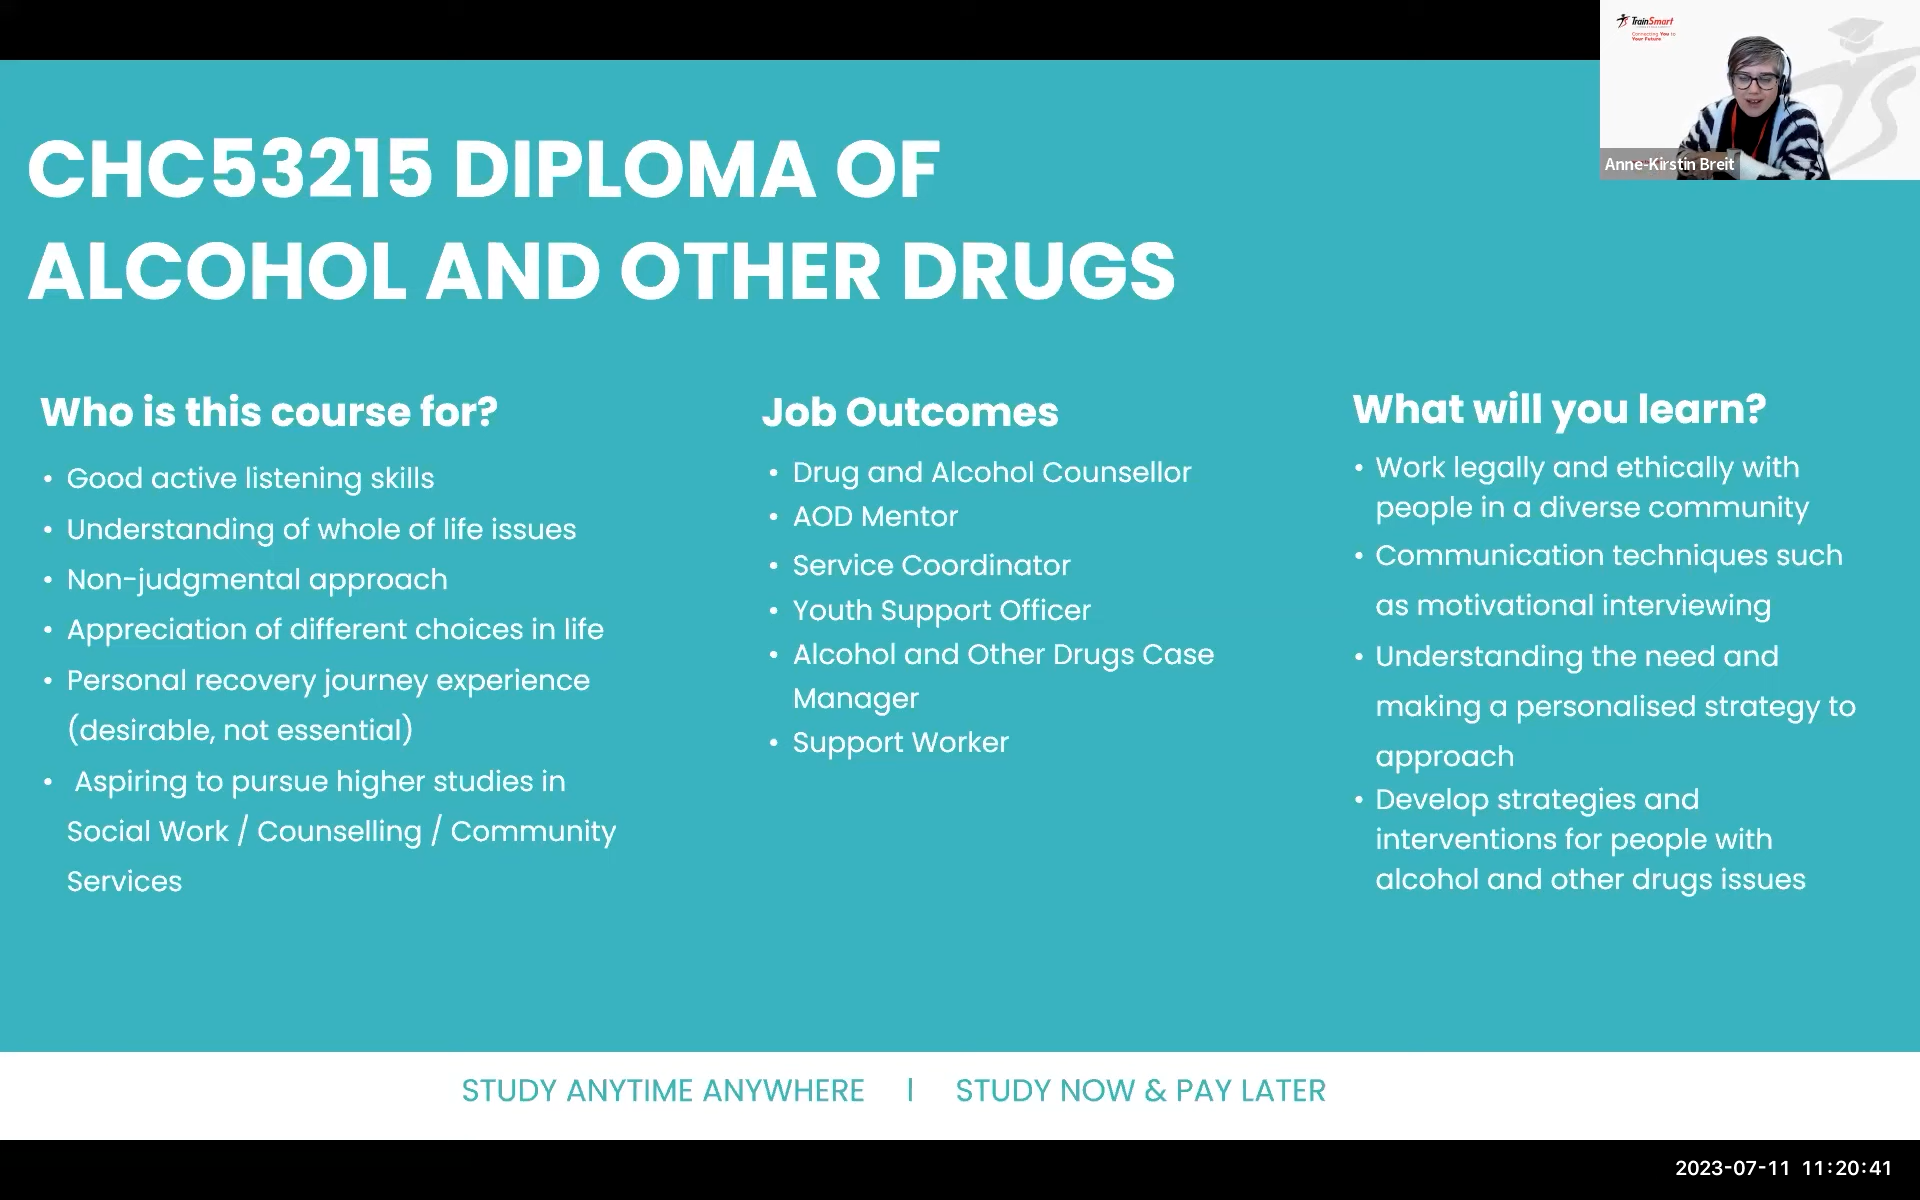 TrainSmart
Connecting You to
Your Future
Anne-Kirstin Breit
CHC53215 DIPLOMA OF
ALCOHOL AND OTHER DRUGS
Who is this course for?
• Good active listening skills
• Understanding of whole of life issues
• Non-judgmental approach
• Appreciation of different choices in life
• Personal recovery journey experience
(desirable, not essential)
• Aspiring to pursue higher studies in
Social Work / Counselling / Community
Services
Job Outcomes
• Drug and Alcohol Counsellor
• AOD Mentor
• Service Coordinator
• Youth Support Officer
• Alcohol and Other Drugs Case
Manager
• Support Worker
What will you learn?
• Work legally and ethically with
people in a diverse community
• Communication techniques such
as motivational interviewing
• Understanding the need and
making a personalised strategy to
approach
• Develop strategies and
interventions for people with
alcohol and other drugs issues
STUDY ANYTIME ANYWHERE | STUDY NOW & PAY LATER
2023-07-11 11:20:41